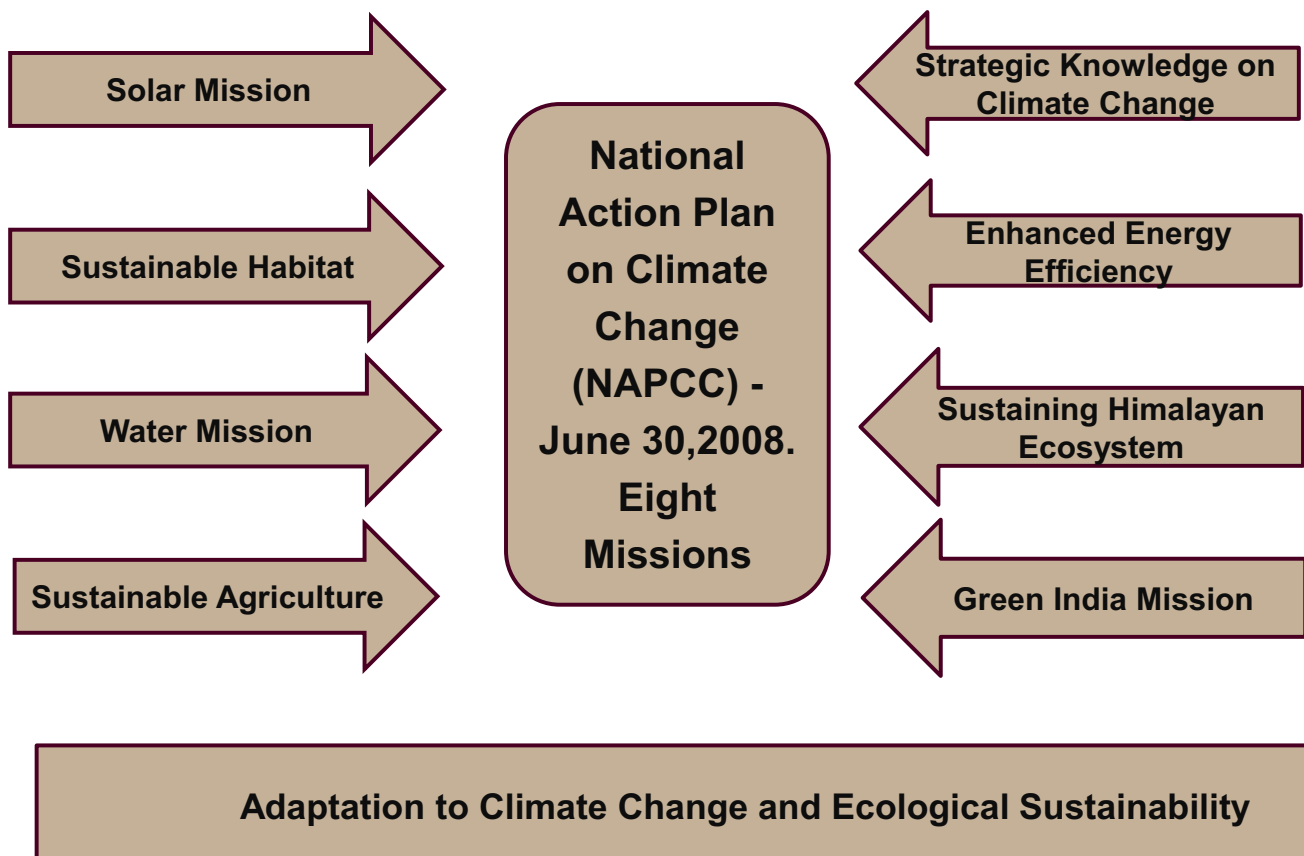 Solar Mission
Sustainable Habitat
Water Mission
Sustainable Agriculture
National
Action Plan
on Climate
Change
(NAPCC) -
June 30,2008.
Eight
Missions
Strategic Knowledge on
Climate Change
Enhanced Energy
Efficiency
Sustaining Himalayan
Ecosystem
Green India Mission
Adaptation to Climate Change and Ecological Sustainability